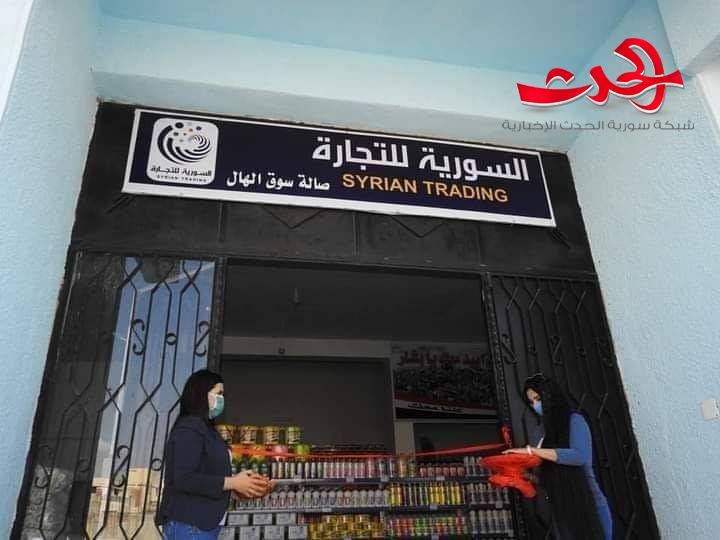 الحدث
شبكة سورية الحدث الإخبارية
السورية للتجارة
SYRIAN TRADING
صالة سوق الهال
السورية للتجارة
SYRIAN TRADING